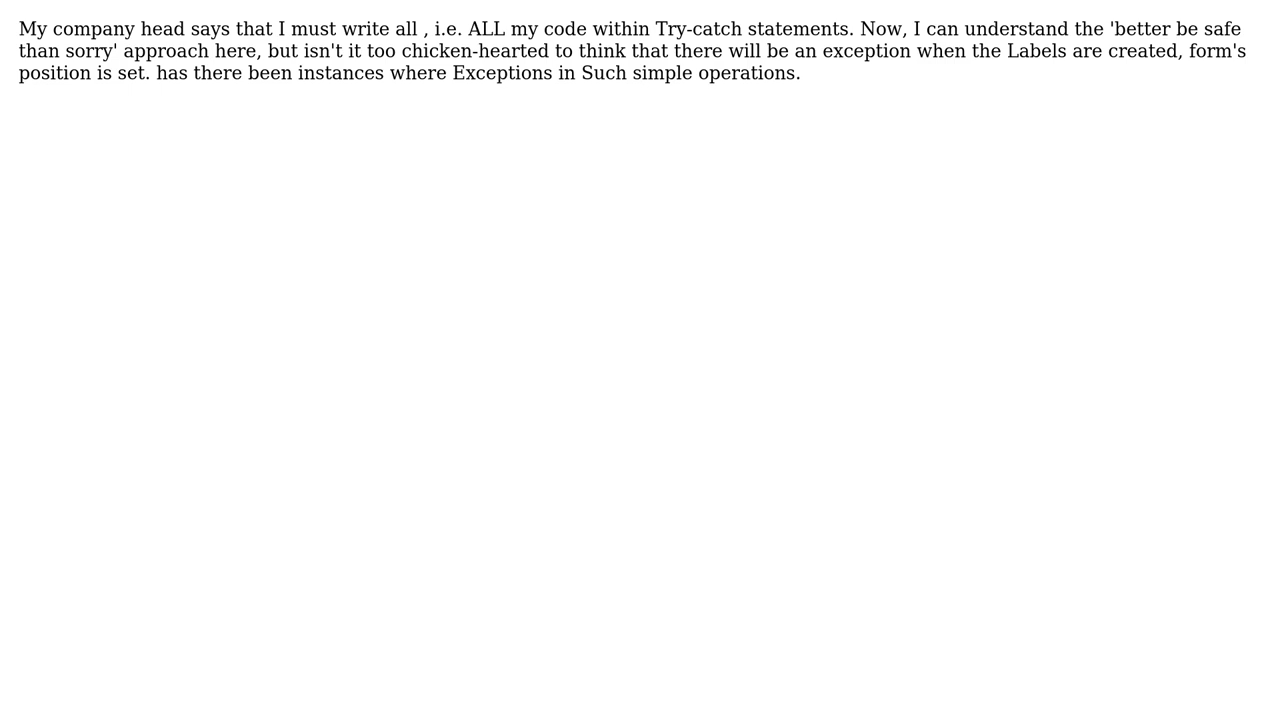 My company head says that I must write all , i.e. ALL my code within Try-catch statements. Now, I can understand the 'better be safe
than sorry' approach here, but isn't it too chicken-hearted to think that there will be an exception when the Labels are created, form's
position is set. has there been instances where Exceptions in Such simple operations.